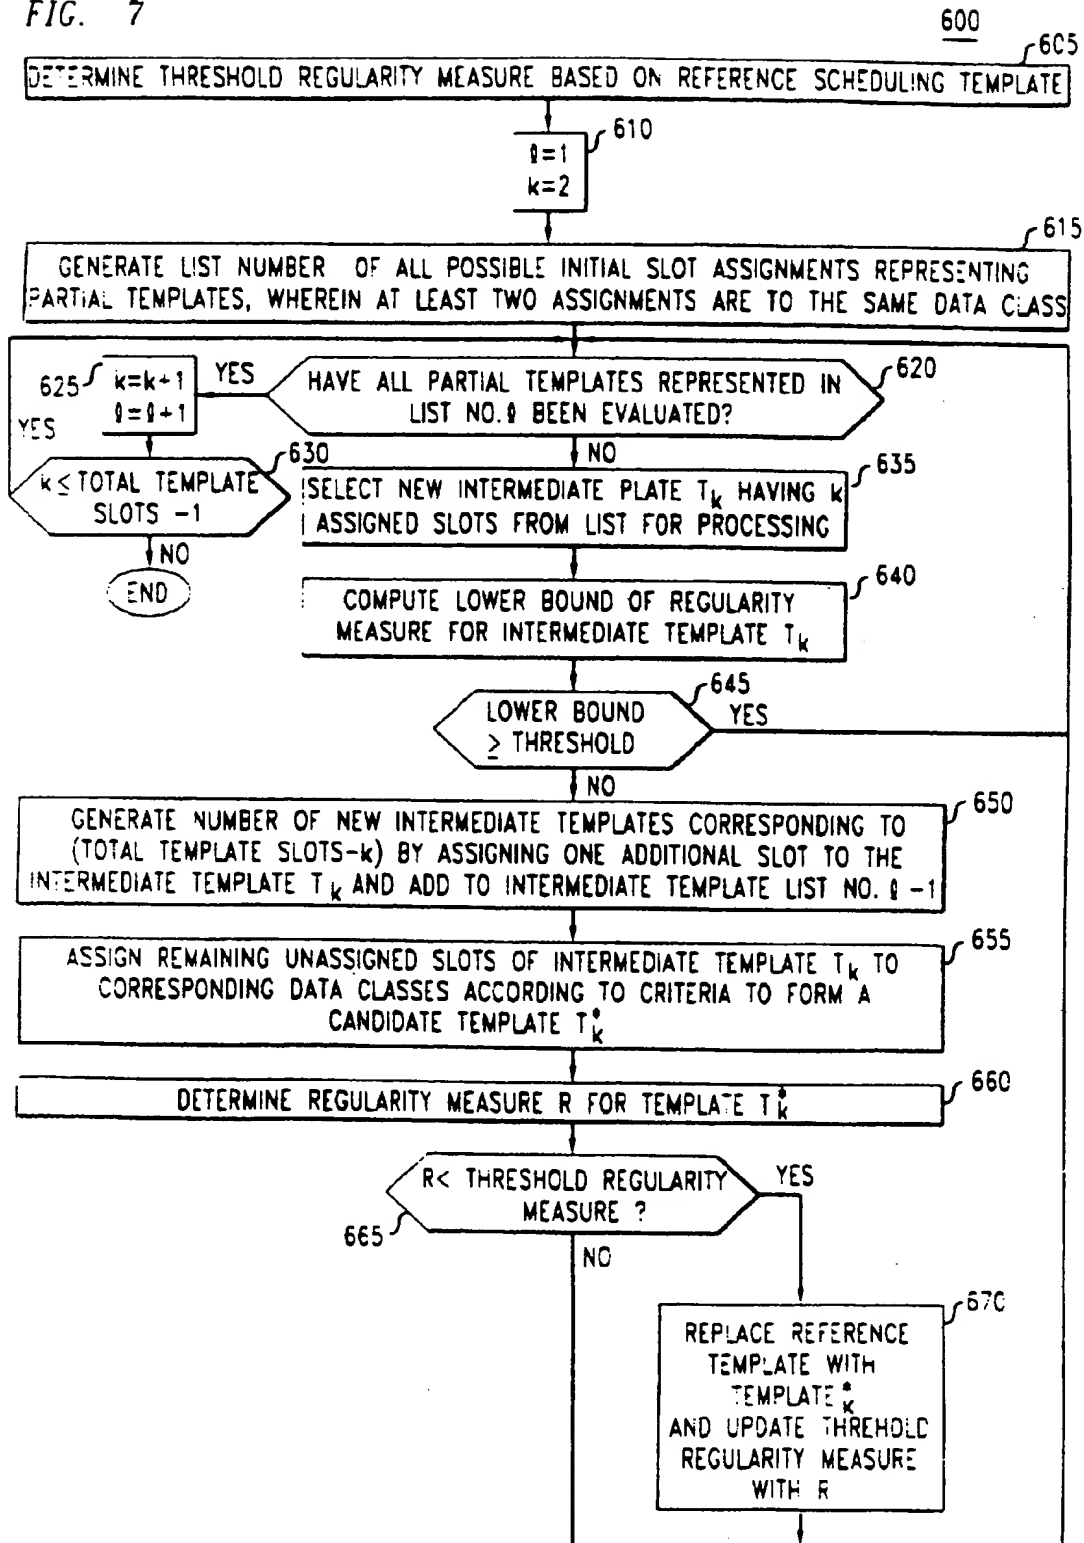 FIG. 7
600
605
DETERMINE THRESHOLD REGULARITY MEASURE BASED ON REFERENCE SCHEDULING TEMPLATE
610
ℓ=1
k=2
615
GENERATE LIST NUMBER OF ALL POSSIBLE INITIAL SLOT ASSIGNMENTS REPRESENTING
PARTIAL TEMPLATES, WHEREIN AT LEAST TWO ASSIGNMENTS ARE TO THE SAME DATA CLASS
620
HAVE ALL PARTIAL TEMPLATES REPRESENTED IN
LIST NO. ℓ BEEN EVALUATED?
YES
625
k=k+1
ℓ=ℓ+1
YES
630
k ≤ TOTAL TEMPLATE
SLOTS -1
NO
END
NO
635
SELECT NEW INTERMEDIATE PLATE Tk HAVING k
ASSIGNED SLOTS FROM LIST FOR PROCESSING
640
COMPUTE LOWER BOUND OF REGULARITY
MEASURE FOR INTERMEDIATE TEMPLATE Tk
645
LOWER BOUND
≥ THRESHOLD
YES
NO
650
GENERATE NUMBER OF NEW INTERMEDIATE TEMPLATES CORRESPONDING TO
(TOTAL TEMPLATE SLOTS-k) BY ASSIGNING ONE ADDITIONAL SLOT TO THE
INTERMEDIATE TEMPLATE Tk AND ADD TO INTERMEDIATE TEMPLATE LIST NO. ℓ -1
655
ASSIGN REMAINING UNASSIGNED SLOTS OF INTERMEDIATE TEMPLATE Tk TO
CORRESPONDING DATA CLASSES ACCORDING TO CRITERIA TO FORM A
CANDIDATE TEMPLATE T*k
660
DETERMINE REGULARITY MEASURE R FOR TEMPLATE T*k
R< THRESHOLD REGULARITY
MEASURE ?
YES
665
NO
670
REPLACE REFERENCE
TEMPLATE WITH
TEMPLATE *k
AND UPDATE THREHOLD
REGULARITY MEASURE
WITH R